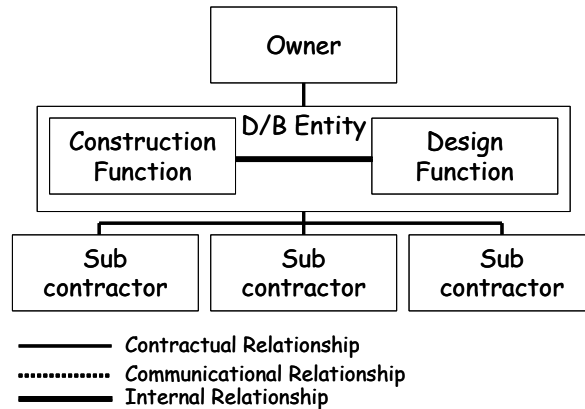 Owner
D/B Entity
Construction
Function
Design
Function
Sub
contractor
Sub
contractor
Sub
contractor
Contractual Relationship
Communicational Relationship
Internal Relationship